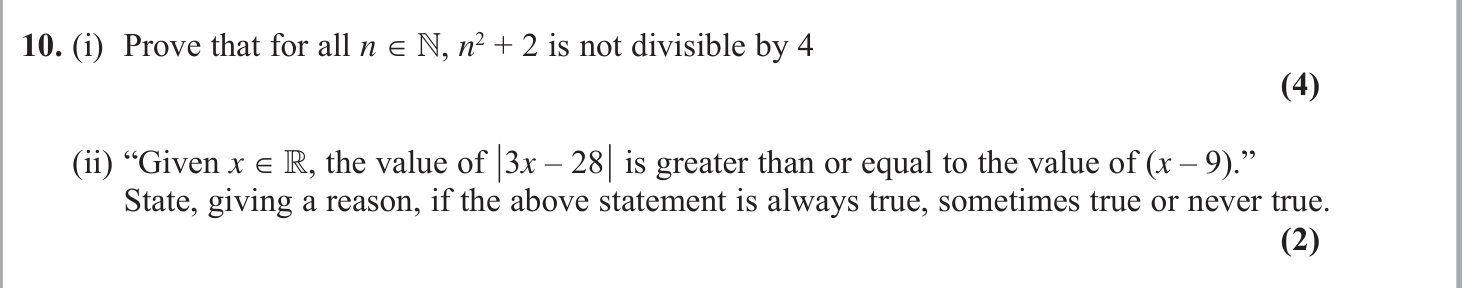 10. (i) Prove that for all n ∈ ℕ, n² + 2 is not divisible by 4
(4)
(ii) “Given x ∈ ℝ, the value of |3x – 28| is greater than or equal to the value of (x – 9).”
State, giving a reason, if the above statement is always true, sometimes true or never true.
(2)